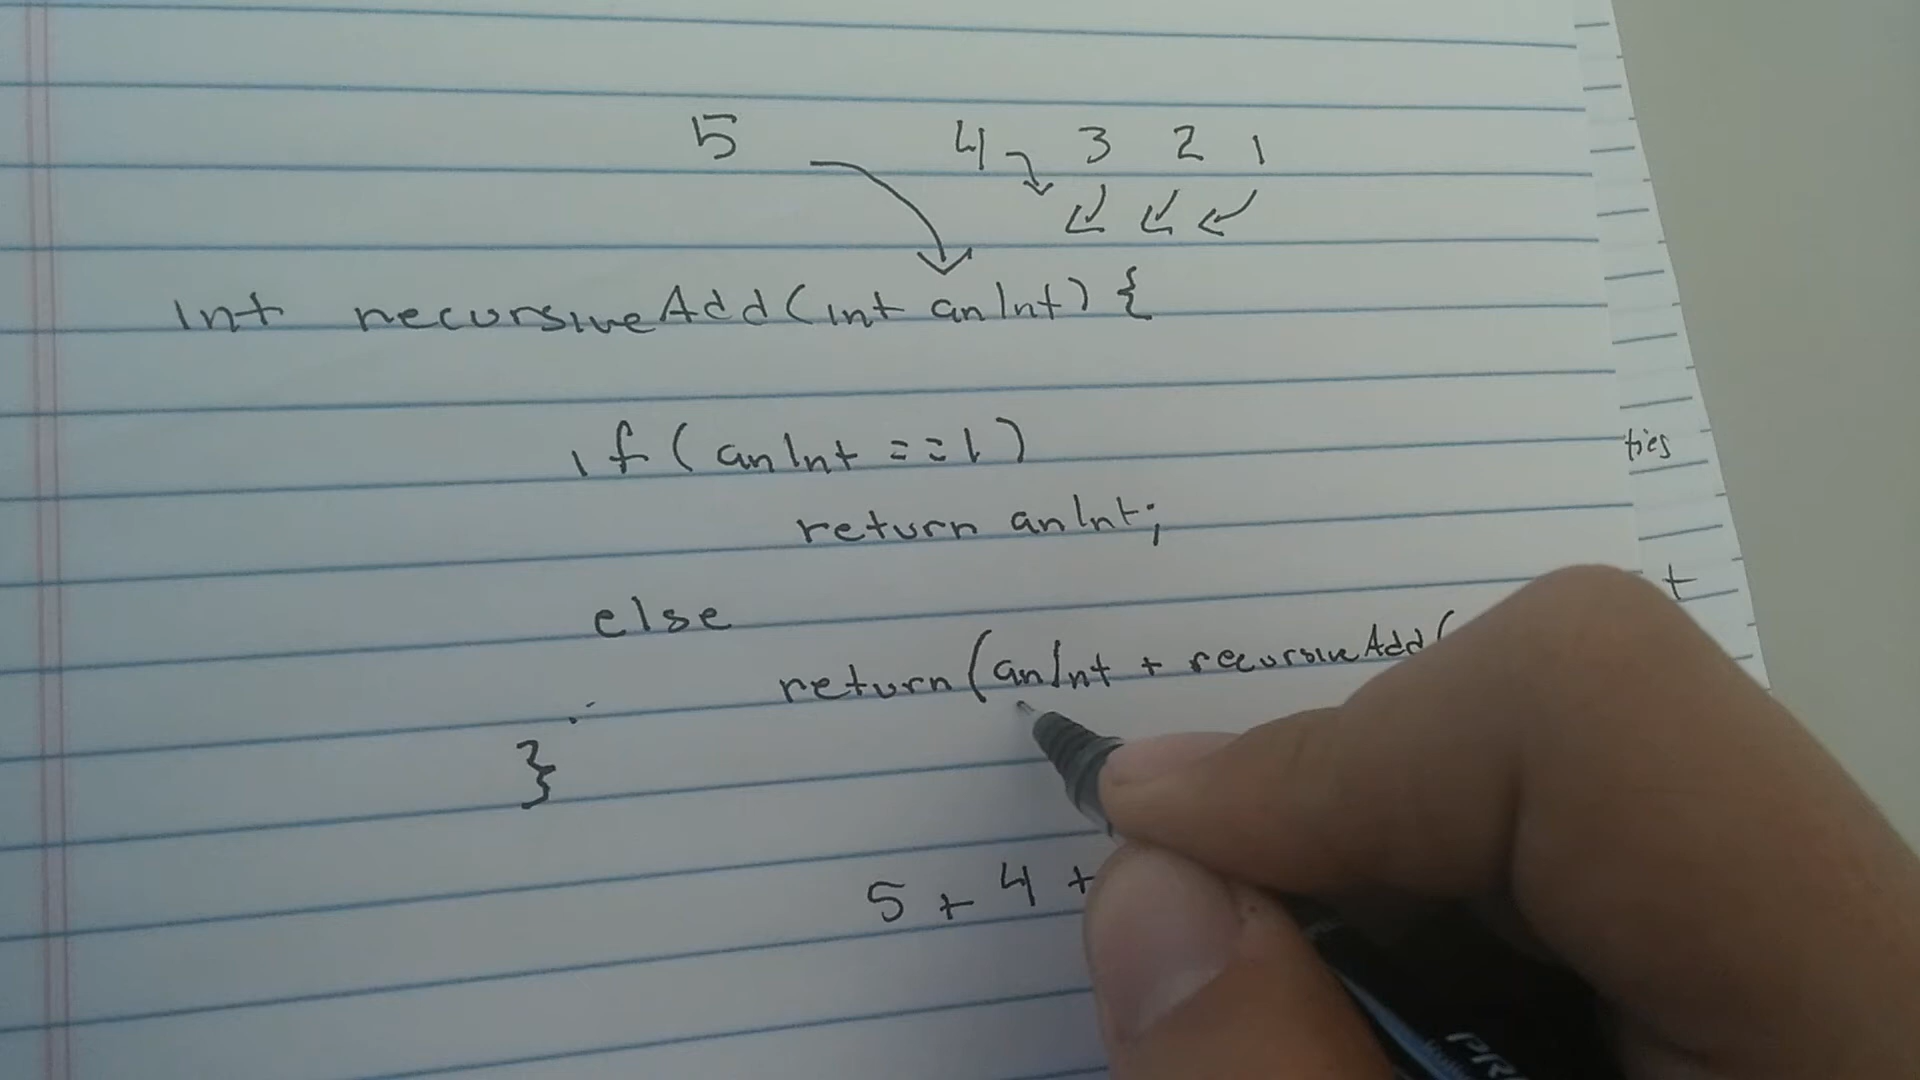 5 4 3 2 1
int recursiveAdd(int anInt) {
if (anInt ==1)
return anInt;
else
return (anInt + recursiveAdd(
}
5 + 4 +
ties
t